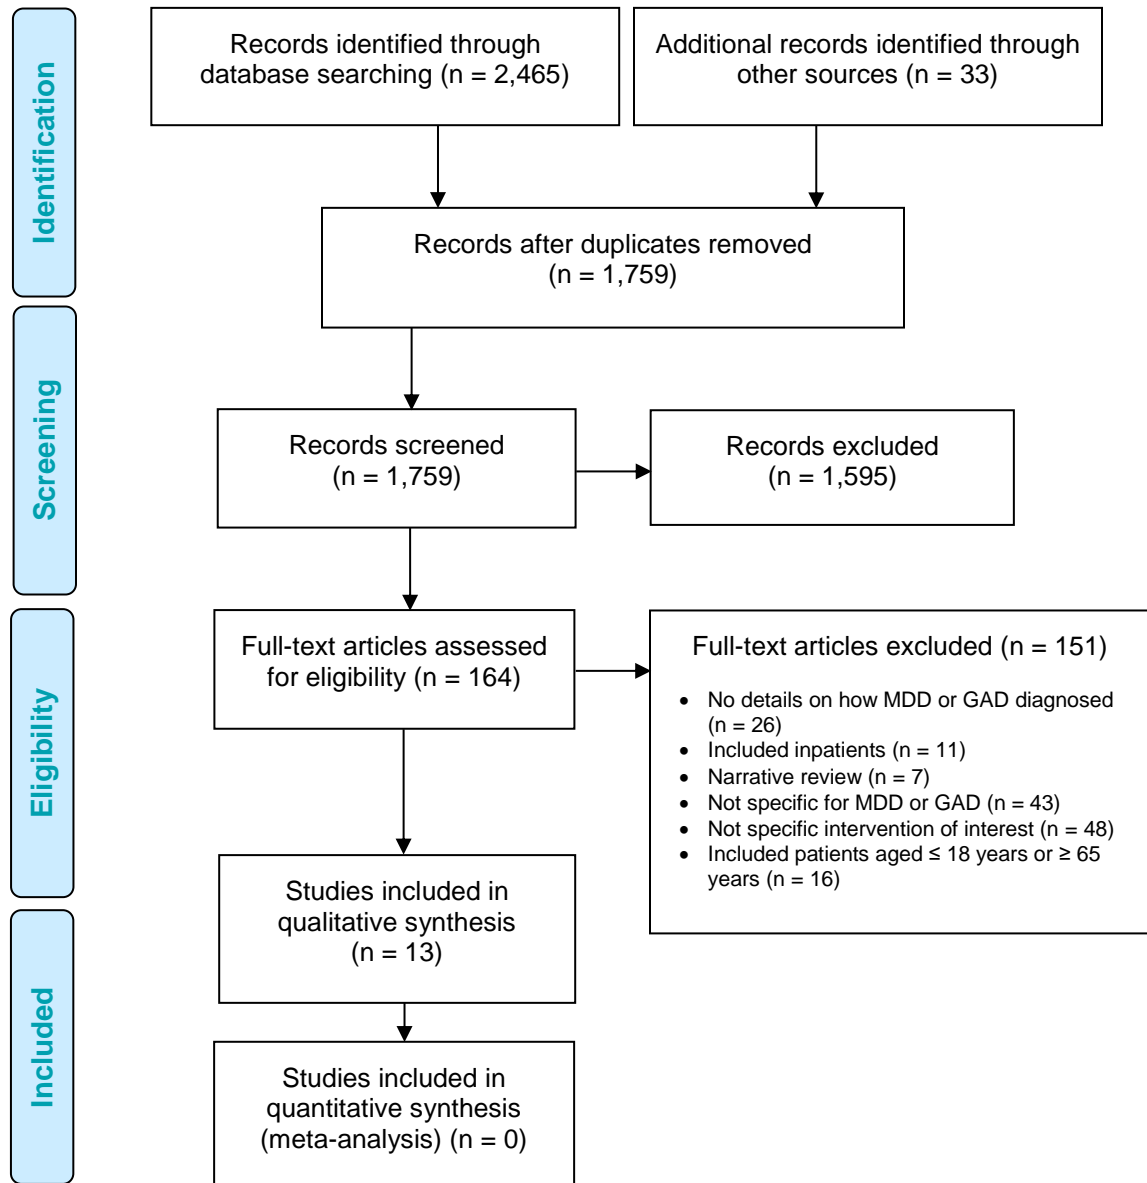 Identification
Records identified through
database searching (n = 2,465)
Additional records identified through
other sources (n = 33)
Records after duplicates removed
(n = 1,759)
Screening
Records screened
(n = 1,759)
Records excluded
(n = 1,595)
Eligibility
Full-text articles assessed
for eligibility (n = 164)
Full-text articles excluded (n = 151)
• No details on how MDD or GAD diagnosed
(n = 26)
• Included inpatients (n = 11)
• Narrative review (n = 7)
• Not specific for MDD or GAD (n = 43)
• Not specific intervention of interest (n = 48)
• Included patients aged ≤ 18 years or ≥ 65
years (n = 16)
Included
Studies included in
qualitative synthesis
(n = 13)
Studies included in
quantitative synthesis
(meta-analysis) (n = 0)